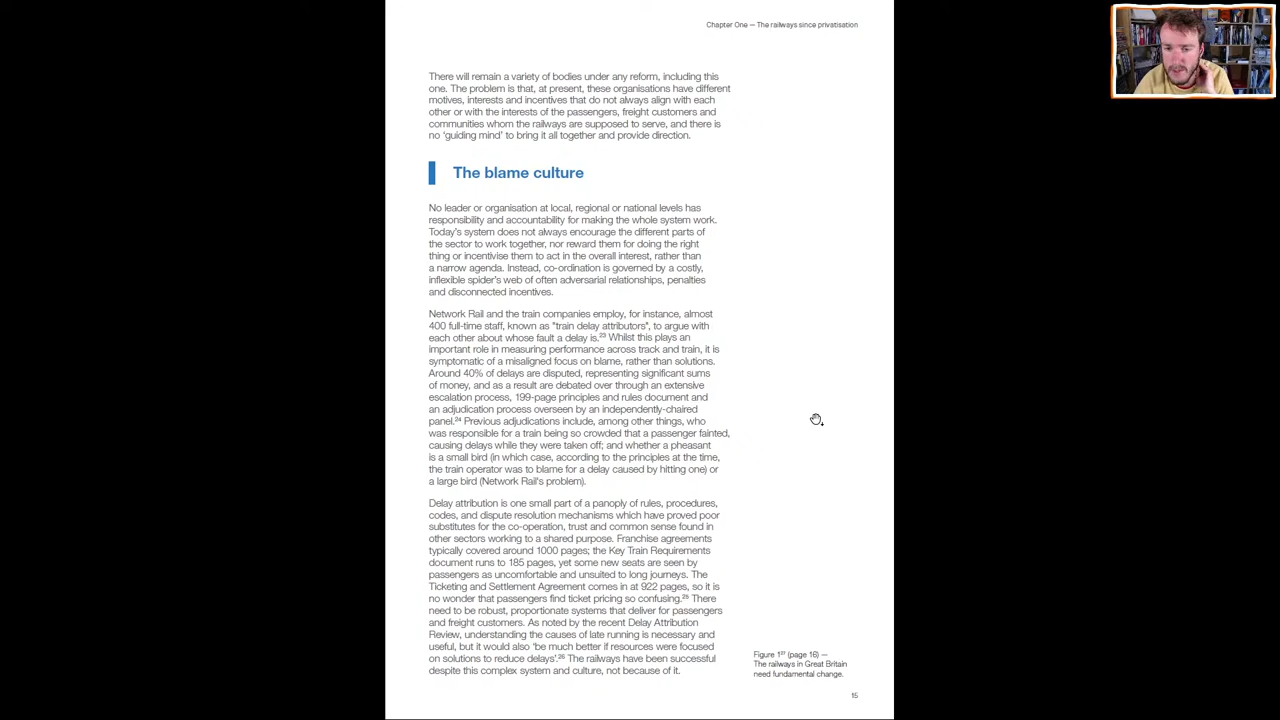 Chapter One — The railways since privatisation
There will remain a variety of bodies under any reform, including this
one. The problem is that, at present, these organisations have different
motives, interests and incentives that do not always align with each
other or with the interests of the passengers, freight customers and
communities whom the railways are supposed to serve, and there is
no ‘guiding mind’ to bring it all together and provide direction.
The blame culture
No leader or organisation at local, regional or national levels has
responsibility and accountability for making the whole system work.
Today’s system does not always encourage the different parts of
the sector to work together, nor reward them for doing the right
thing or incentivise them to act in the overall interest, rather than
a narrow agenda. Instead, co-ordination is governed by a costly,
inflexible spider’s web of often adversarial relationships, penalties
and disconnected incentives.
Network Rail and the train companies employ, for instance, almost
400 full-time staff, known as "train delay attributors", to argue with
each other about whose fault a delay is.²³ Whilst this plays an
important role in measuring performance across track and train, it is
symptomatic of a misaligned focus on blame, rather than solutions.
Around 40% of delays are disputed, representing significant sums
of money, and as a result are debated over through an extensive
escalation process, 199-page principles and rules document and
an adjudication process overseen by an independently-chaired
panel.²⁴ Previous adjudications include, among other things, who
was responsible for a train being so crowded that a passenger fainted,
causing delays while they were taken off; and whether a pheasant
is a small bird (in which case, according to the principles at the time,
the train operator was to blame for a delay caused by hitting one) or
a large bird (Network Rail's problem).
Delay attribution is one small part of a panoply of rules, procedures,
codes, and dispute resolution mechanisms which have proved poor
substitutes for the co-operation, trust and common sense found in
other sectors working to a shared purpose. Franchise agreements
typically covered around 1000 pages; the Key Train Requirements
document runs to 185 pages, yet some new seats are seen by
passengers as uncomfortable and unsuited to long journeys. The
Ticketing and Settlement Agreement comes in at 922 pages, so it is
no wonder that passengers find ticket pricing so confusing.²⁵ There
need to be robust, proportionate systems that deliver for passengers
and freight customers. As noted by the recent Delay Attribution
Review, understanding the causes of late running is necessary and
useful, but it would also ‘be much better if resources were focused
on solutions to reduce delays’.²⁶ The railways have been successful
despite this complex system and culture, not because of it.
Figure 1²⁷ (page 16) —
The railways in Great Britain
need fundamental change.
15